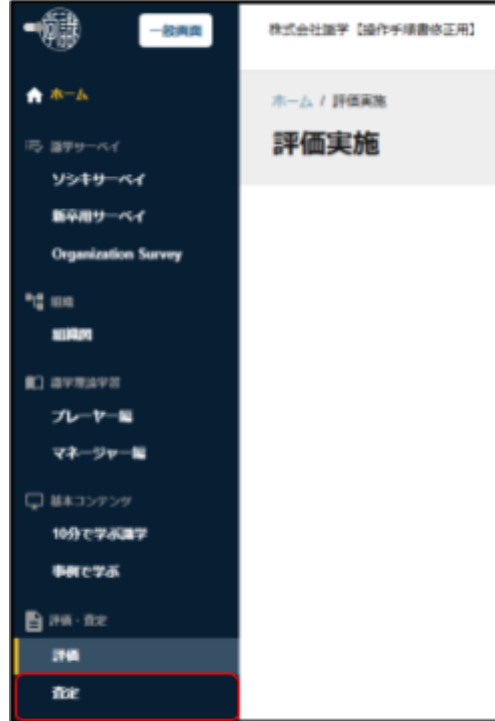 識学
一般画面
株式会社識学【操作手順書修正用】
ホーム
ホーム / 評価実施
評価実施
識学サーベイ
ソシキサーベイ
新卒用サーベイ
Organization Survey
組織
組織図
識学理論学習
プレーヤー編
マネージャー編
基本コンテンツ
10分で学ぶ識学
事例で学ぶ
評価・査定
評価
査定